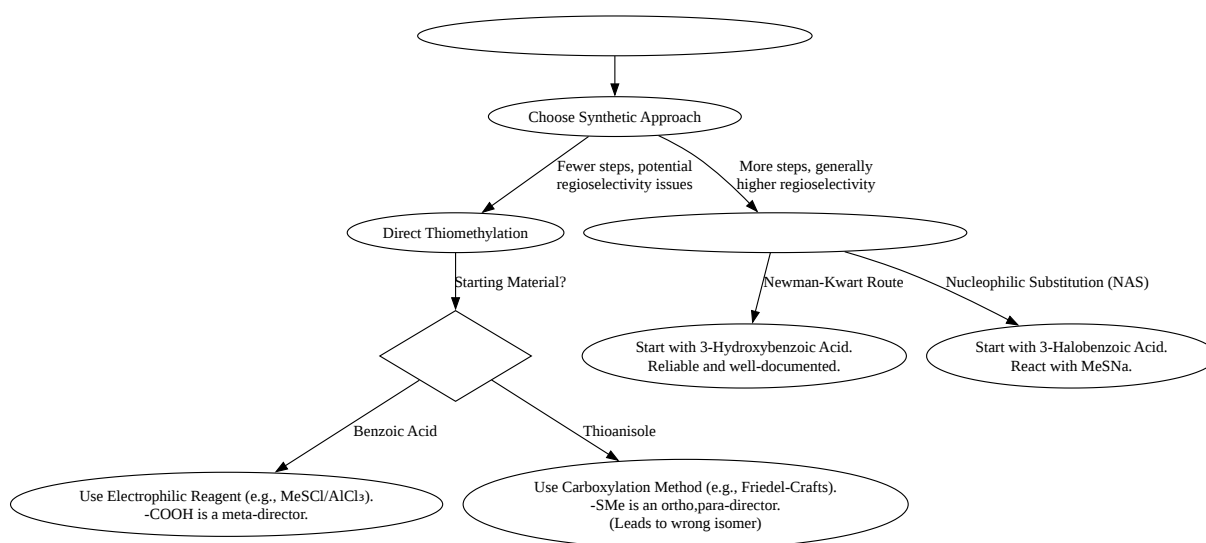 Choose Synthetic Approach
Fewer steps, potential
regioselectivity issues
More steps, generally
higher regioselectivity
Direct Thiomethylation
Starting Material?
Newman-Kwart Route
Nucleophilic Substitution (NAS)
Start with 3-Hydroxybenzoic Acid.
Reliable and well-documented.
Start with 3-Halobenzoic Acid.
React with MeSNa.
Benzoic Acid
Thioanisole
Use Electrophilic Reagent (e.g., MeSCl/AlCl₃).
-COOH is a meta-director.
Use Carboxylation Method (e.g., Friedel-Crafts).
-SMe is an ortho,para-director.
(Leads to wrong isomer)